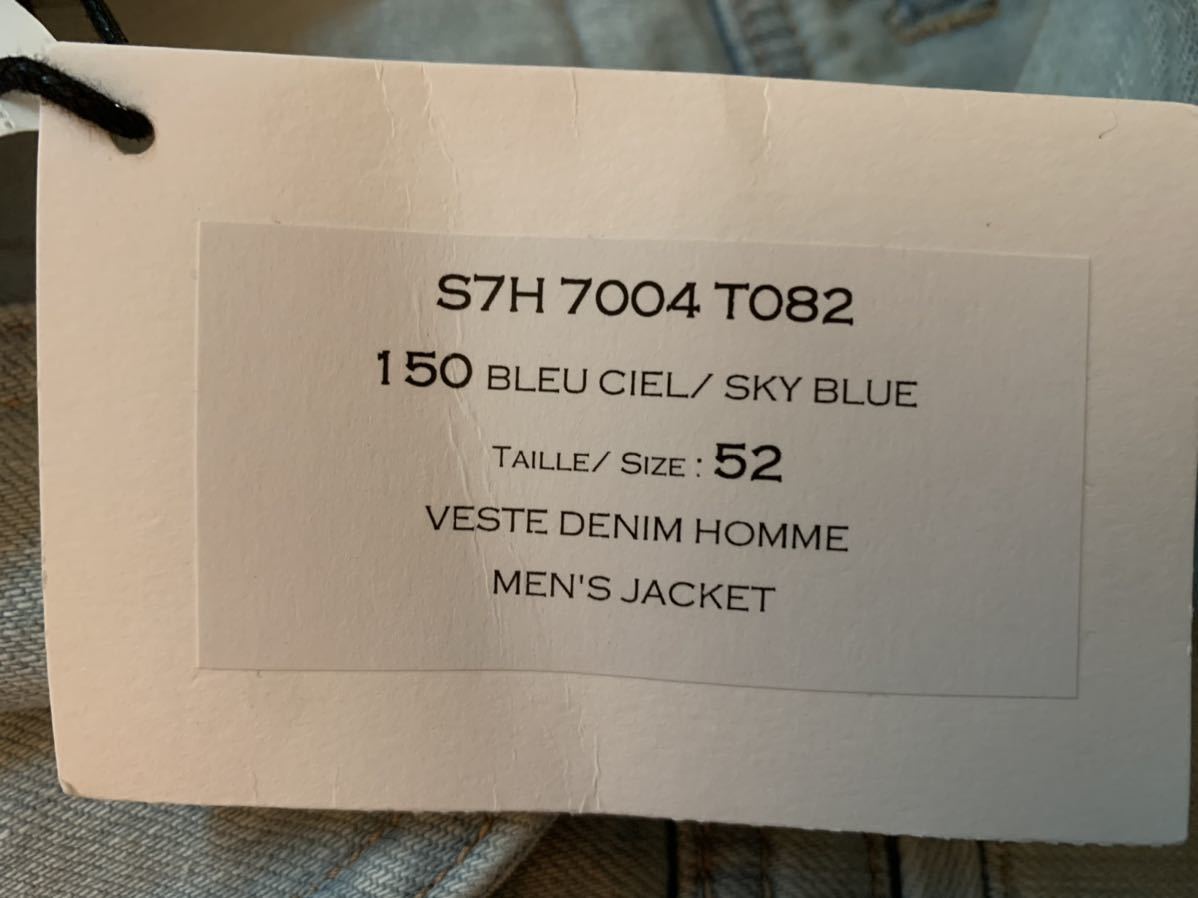 S7H 7004 T082
150 BLEU CIEL/ SKY BLUE
TAILLE/ SIZE : 52
VESTE DENIM HOMME
MEN'S JACKET